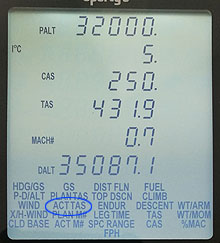 PALT 32000.
I°C 5.
CAS 250.
TAS 431.9
MACH# 0.7
DALT 35087.1
HDG/GS GS DIST FLN FUEL
P-D/ALT PLAN TAS TOP DSCN CLIMB
WIND ACT TAS ENDUR DESCENT WT/ARM
X/H-WIND PLAN M# LEG TIME TAS WT/MOM
CLD BASE ACT M# SPC RANGE CAS %MAC
FPH